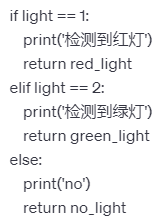 if light == 1:
    print('检测到红灯')
    return red_light
elif light == 2:
    print('检测到绿灯')
    return green_light
else:
    print('no')
    return no_light